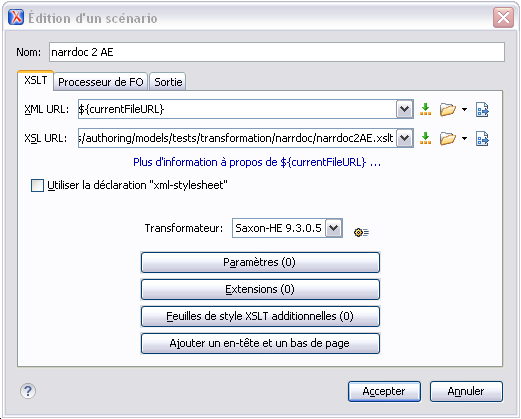 Édition d'un scénario
Nom: narrdoc 2 AE
XSLT Processeur de FO Sortie
XML URL: ${currentFileURL}
XSL URL: s/authoring/models/tests/transformation/narrdoc/narrdoc2AE.xslt
Plus d'information à propos de ${currentFileURL} ...
Utiliser la déclaration "xml-stylesheet"
Transformateur: Saxon-HE 9.3.0.5
Paramètres (0)
Extensions (0)
Feuilles de style XSLT additionnelles (0)
Ajouter un en-tête et un bas de page
? Accepter Annuler